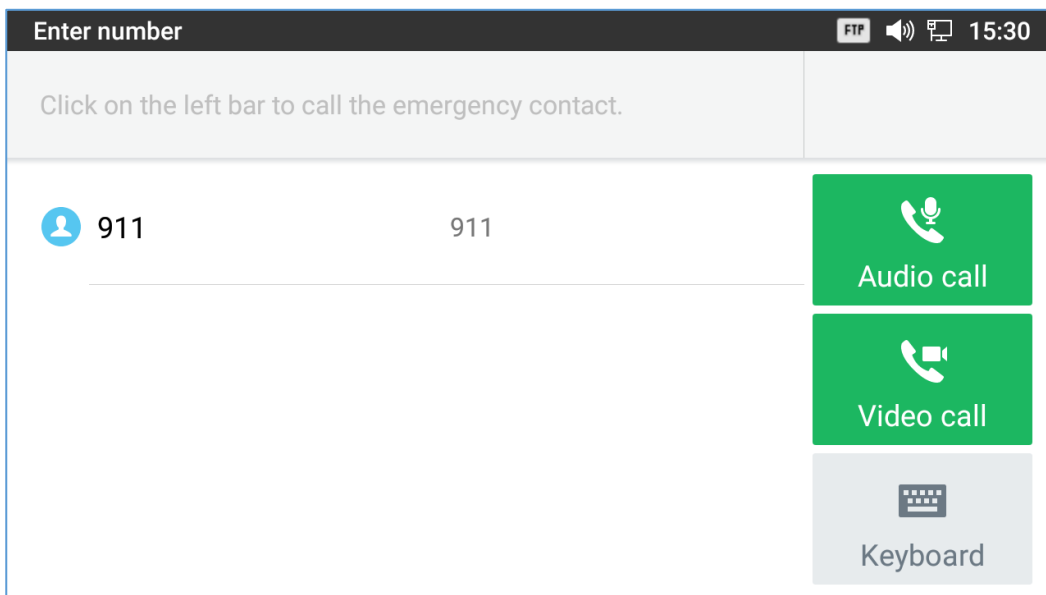 Enter number
FTP 15:30
Click on the left bar to call the emergency contact.
911 911
Audio call
Video call
Keyboard